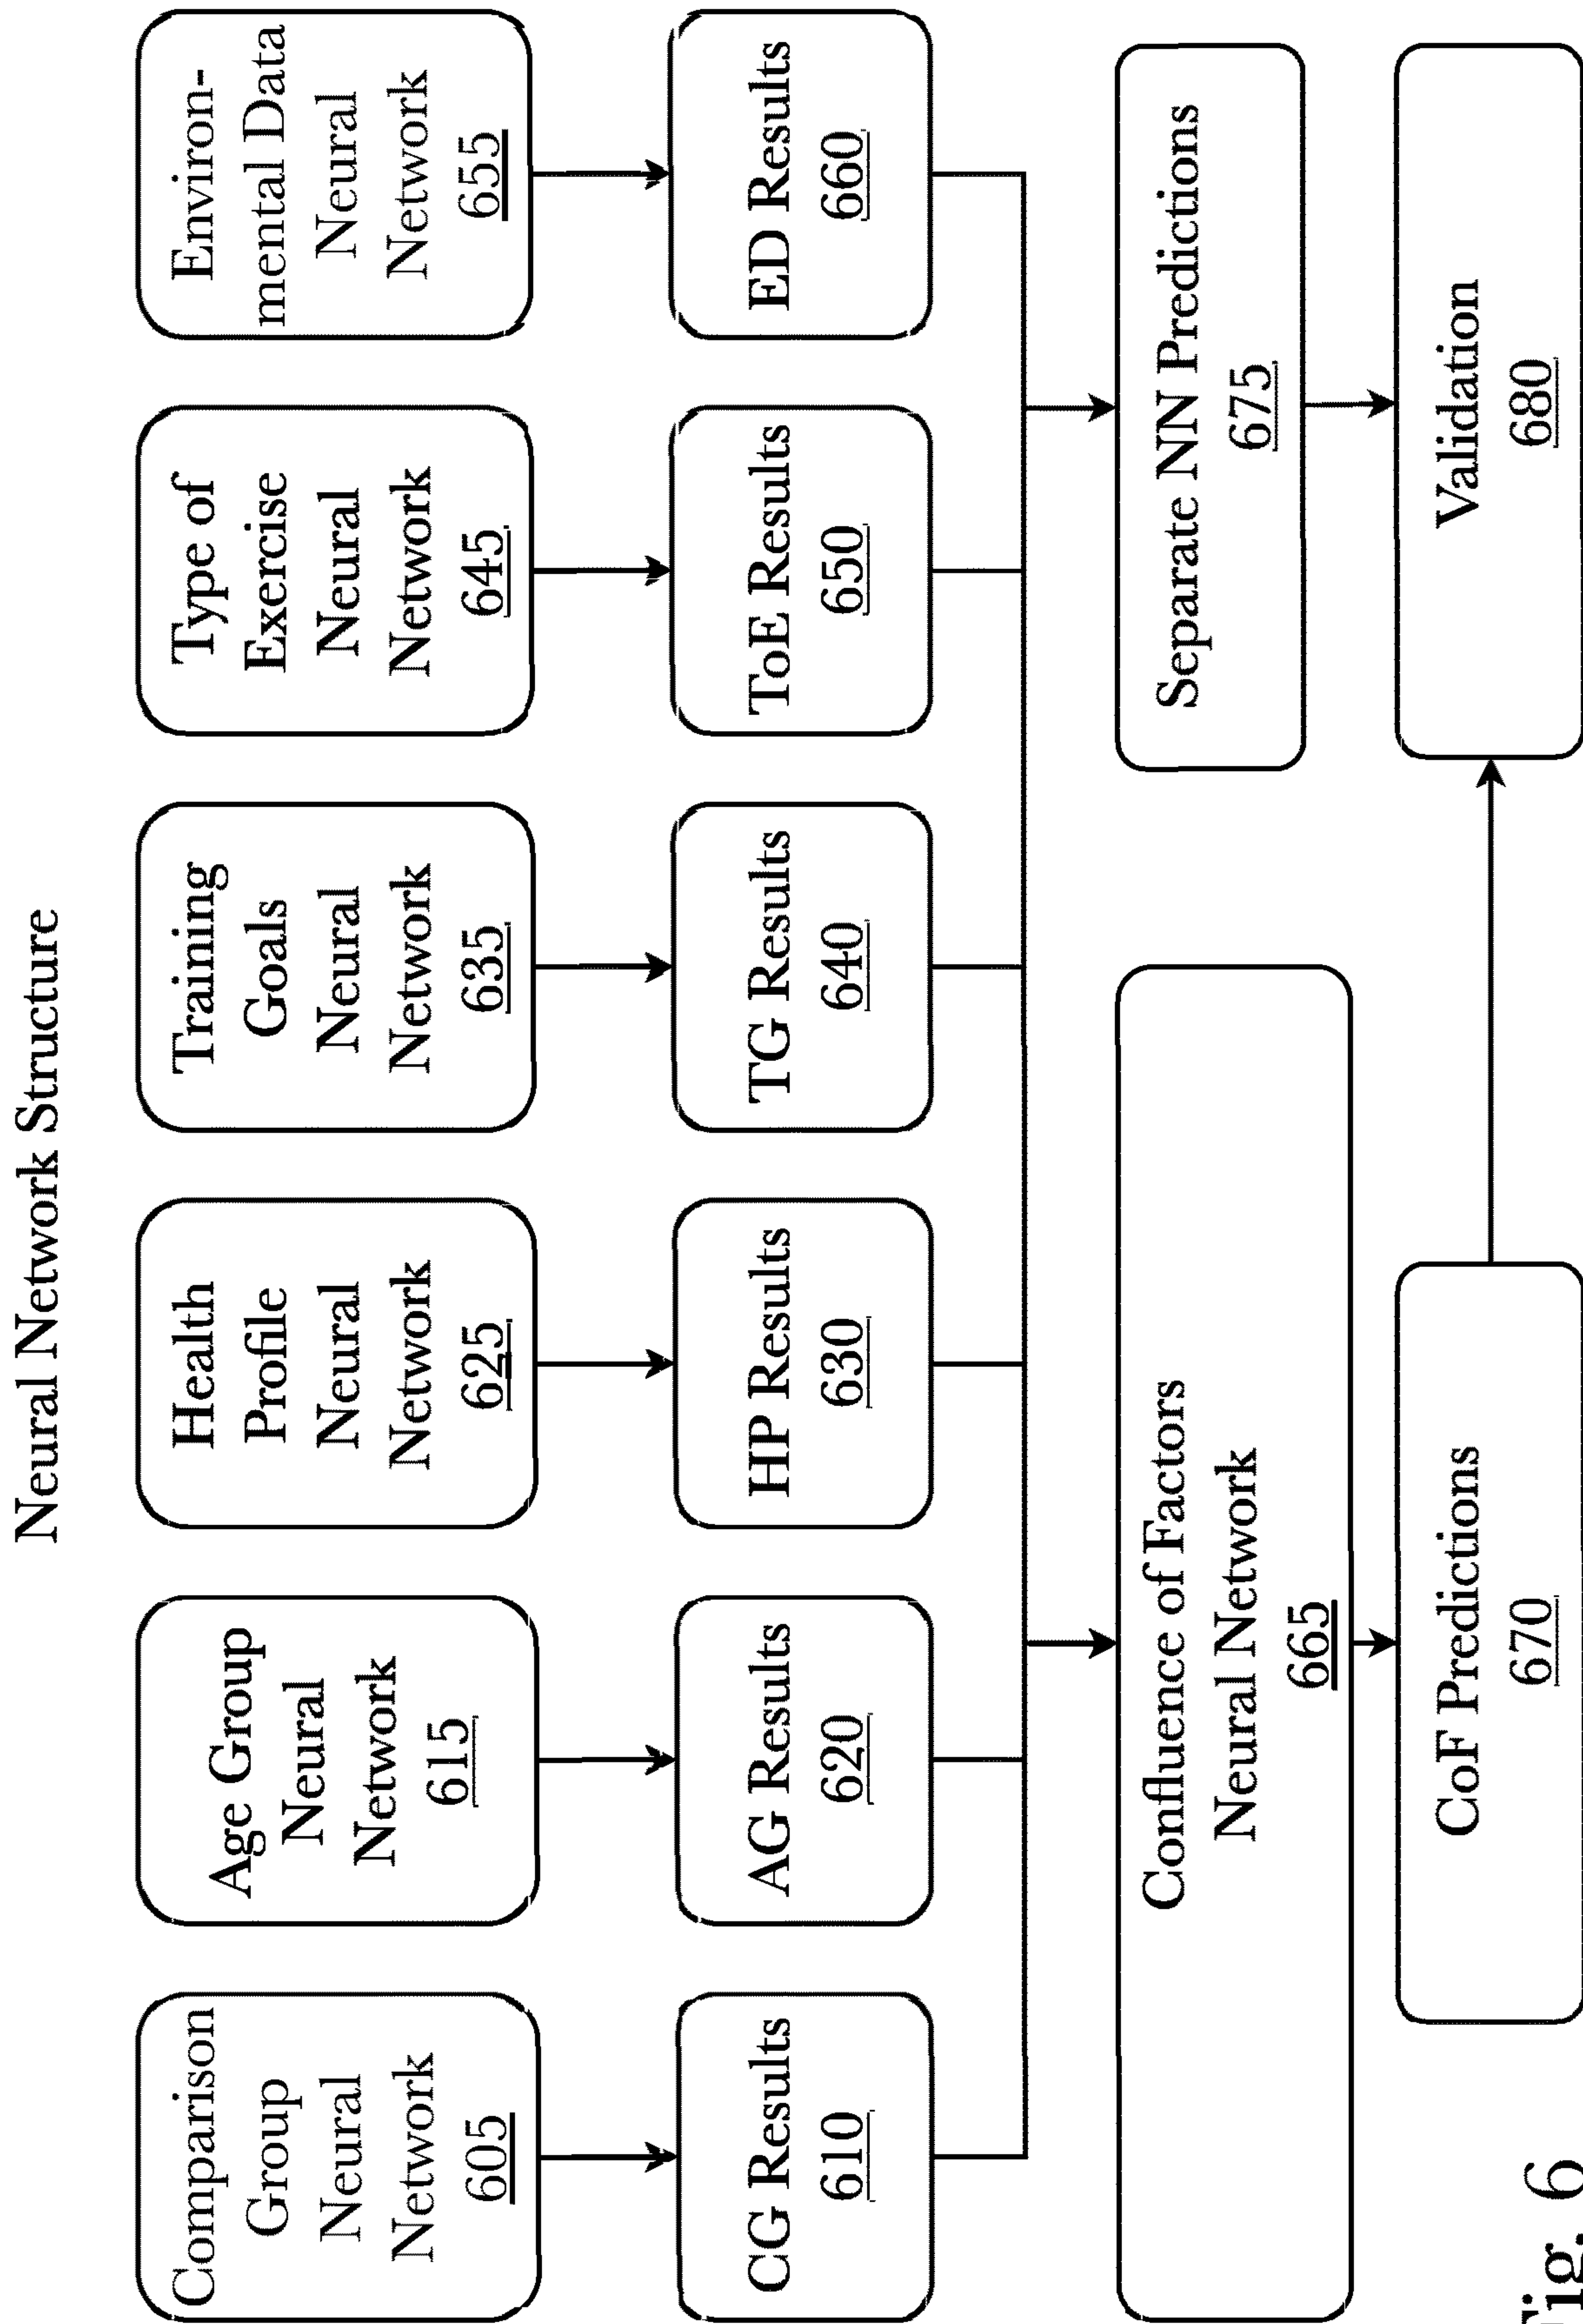 Neural Network Structure
Comparison
Group
Neural
Network
605
Age Group
Neural
Network
615
Health
Profile
Neural
Network
625
Training
Goals
Neural
Network
635
Type of
Exercise
Neural
Network
645
Environ-
mental Data
Neural
Network
655
CG Results
610
AG Results
620
HP Results
630
TG Results
640
ToE Results
650
ED Results
660
Confluence of Factors
Neural Network
665
Separate NN Predictions
675
CoF Predictions
670
Validation
680
Fig. 6